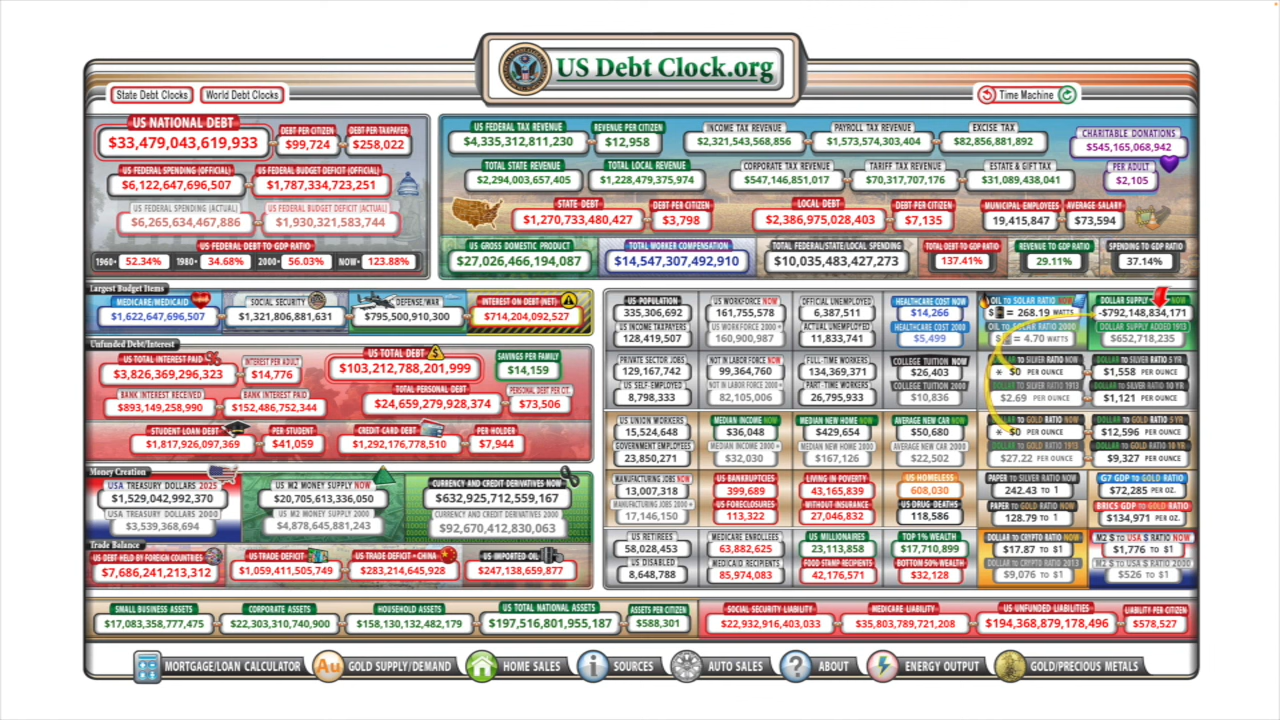 US Debt Clock.org
State Debt Clocks
World Debt Clocks
Time Machine
US NATIONAL DEBT
$33,479,043,619,933
DEBT PER CITIZEN
$99,724
DEBT PER TAXPAYER
$258,022
US FEDERAL SPENDING (OFFICIAL)
$6,122,647,696,507
US FEDERAL BUDGET DEFICIT (OFFICIAL)
$1,787,334,723,251
US FEDERAL SPENDING (ACTUAL)
$6,265,634,467,886
US FEDERAL BUDGET DEFICIT (ACTUAL)
$1,930,321,583,744
US FEDERAL DEBT TO GDP RATIO
1960• 52.34% 1980• 34.68% 2000• 56.03% NOW• 123.88%
US FEDERAL TAX REVENUE
$4,335,312,811,230
REVENUE PER CITIZEN
$12,958
INCOME TAX REVENUE
$2,321,543,568,856
PAYROLL TAX REVENUE
$1,573,574,303,404
EXCISE TAX
$82,856,881,892
CHARITABLE DONATIONS
$545,165,068,942
TOTAL STATE REVENUE
$2,294,003,657,405
TOTAL LOCAL REVENUE
$1,228,479,375,974
CORPORATE TAX REVENUE
$547,146,851,017
TARIFF TAX REVENUE
$70,317,707,176
ESTATE & GIFT TAX
$31,089,438,041
PER ADULT
$2,105
STATE DEBT
$1,270,733,480,427
DEBT PER CITIZEN
$3,798
LOCAL DEBT
$2,386,975,028,403
DEBT PER CITIZEN
$7,135
MUNICIPAL EMPLOYEES
19,415,847
AVERAGE SALARY
$73,594
US GROSS DOMESTIC PRODUCT
$27,026,466,194,087
TOTAL WORKER COMPENSATION
$14,547,307,492,910
TOTAL FEDERAL/STATE/LOCAL SPENDING
$10,035,483,427,273
TOTAL DEBT TO GDP RATIO
137.41%
REVENUE TO GDP RATIO
29.11%
SPENDING TO GDP RATIO
37.14%
Largest Budget Items
MEDICARE/MEDICAID
$1,622,647,696,507
SOCIAL SECURITY
$1,321,806,881,631
DEFENSE/WAR
$795,500,910,300
INTEREST ON DEBT (NET)
$714,204,092,527
Unfunded Debt/Interest
US TOTAL INTEREST PAID
$3,826,369,296,323
INTEREST PER ADULT
$14,776
US TOTAL DEBT
$103,212,788,201,999
SAVINGS PER FAMILY
$14,159
BANK INTEREST RECEIVED
$893,149,258,990
BANK INTEREST PAID
$152,486,752,344
TOTAL PERSONAL DEBT
$24,659,279,928,374
PERSONAL DEBT PER CIT.
$73,506
STUDENT LOAN DEBT
$1,817,926,097,369
PER STUDENT
$41,059
CREDIT CARD DEBT
$1,292,176,778,510
PER HOLDER
$7,944
Money Creation
USA TREASURY DOLLARS 2025
$1,529,042,992,370
USA TREASURY DOLLARS 2000
$3,539,368,694
US M2 MONEY SUPPLY NOW
$20,705,613,336,050
US M2 MONEY SUPPLY 2000
$4,878,645,881,243
CURRENCY AND CREDIT DERIVATIVES NOW
$632,925,712,559,167
CURRENCY AND CREDIT DERIVATIVES 2000
$92,670,412,830,063
Trade Balance
US DEBT HELD BY FOREIGN COUNTRIES
$7,686,241,213,312
US TRADE DEFICIT
$1,059,411,505,749
US TRADE DEFICIT • CHINA
$283,214,645,928
US IMPORTED OIL
$247,138,659,877
US POPULATION
335,306,692
US INCOME TAXPAYERS
128,419,507
US WORKFORCE NOW
161,755,578
US WORKFORCE 2000
160,900,987
OFFICIAL UNEMPLOYED
6,387,511
ACTUAL UNEMPLOYED
11,833,741
HEALTHCARE COST NOW
$14,266
HEALTHCARE COST 2000
$5,499
OIL TO SOLAR RATIO NOW
$ = 268.19 WATTS
OIL TO SOLAR RATIO 2000
$ = 4.70 WATTS
DOLLAR SUPPLY NOW
-$792,148,834,171
DOLLAR SUPPLY ADDED 1913
$652,718,235
PRIVATE SECTOR JOBS
129,167,742
US SELF-EMPLOYED
8,798,333
NOT IN LABOR FORCE NOW
99,364,760
NOT IN LABOR FORCE 2000
82,105,006
FULL-TIME WORKERS
134,369,371
PART-TIME WORKERS
26,795,933
COLLEGE TUITION NOW
$26,403
COLLEGE TUITION 2000
$10,836
DOLLAR TO SILVER RATIO NOW
* $0 PER OUNCE
DOLLAR TO SILVER RATIO 1913
$2.69 PER OUNCE
DOLLAR TO SILVER RATIO 5 YR
$1,558 PER OUNCE
DOLLAR TO SILVER RATIO 10 YR
$1,121 PER OUNCE
US UNION WORKERS
15,524,648
GOVERNMENT EMPLOYEES
23,850,271
MEDIAN INCOME NOW
$36,048
MEDIAN INCOME 2000
$32,030
MEDIAN NEW HOME NOW
$429,654
MEDIAN NEW HOME 2000
$167,126
AVERAGE NEW CAR NOW
$50,680
AVERAGE NEW CAR 2000
$22,502
DOLLAR TO GOLD RATIO NOW
* $0 PER OUNCE
DOLLAR TO GOLD RATIO 1913
$27.22 PER OUNCE
DOLLAR TO GOLD RATIO 5 YR
$12,596 PER OUNCE
DOLLAR TO GOLD RATIO 10 YR
$9,327 PER OUNCE
MANUFACTURING JOBS NOW
13,007,318
MANUFACTURING JOBS 2000
17,146,150
US BANKRUPTCIES
399,689
US FORECLOSURES
113,322
LIVING IN POVERTY
43,165,839
WITHOUT INSURANCE
27,046,832
US HOMELESS
608,030
US DRUG DEATHS
118,586
PAPER TO SILVER RATIO NOW
242.43 TO 1
PAPER TO GOLD RATIO NOW
128.79 TO 1
G7 GDP TO GOLD RATIO
$72,285 PER OZ.
BRICS GDP TO GOLD RATIO
$134,971 PER OZ.
US RETIREES
58,028,453
US DISABLED
8,648,788
MEDICARE ENROLLEES
63,882,625
MEDICAID RECIPIENTS
85,974,083
US MILLIONAIRES
23,113,858
FOOD STAMP RECIPIENTS
42,176,571
TOP 1% WEALTH
$17,710,899
BOTTOM 50% WEALTH
$32,128
DOLLAR TO CRYPTO RATIO NOW
$17.87 TO $1
DOLLAR TO CRYPTO RATIO 2013
$9,076 TO $1
M2 $ TO USA $ RATIO NOW
$1,776 TO $1
M2 $ TO USA $ RATIO 2000
$526 TO $1
SMALL BUSINESS ASSETS
$17,083,358,777,475
CORPORATE ASSETS
$22,303,310,740,900
HOUSEHOLD ASSETS
$158,130,132,482,179
US TOTAL NATIONAL ASSETS
$197,516,801,955,187
ASSETS PER CITIZEN
$588,301
SOCIAL SECURITY LIABILITY
$22,932,916,403,033
MEDICARE LIABILITY
$35,803,789,721,208
US UNFUNDED LIABILITIES
$194,368,879,178,496
LIABILITY PER CITIZEN
$578,527
MORTGAGE/LOAN CALCULATOR
Au GOLD SUPPLY/DEMAND
HOME SALES
SOURCES
AUTO SALES
ABOUT
ENERGY OUTPUT
GOLD/PRECIOUS METALS